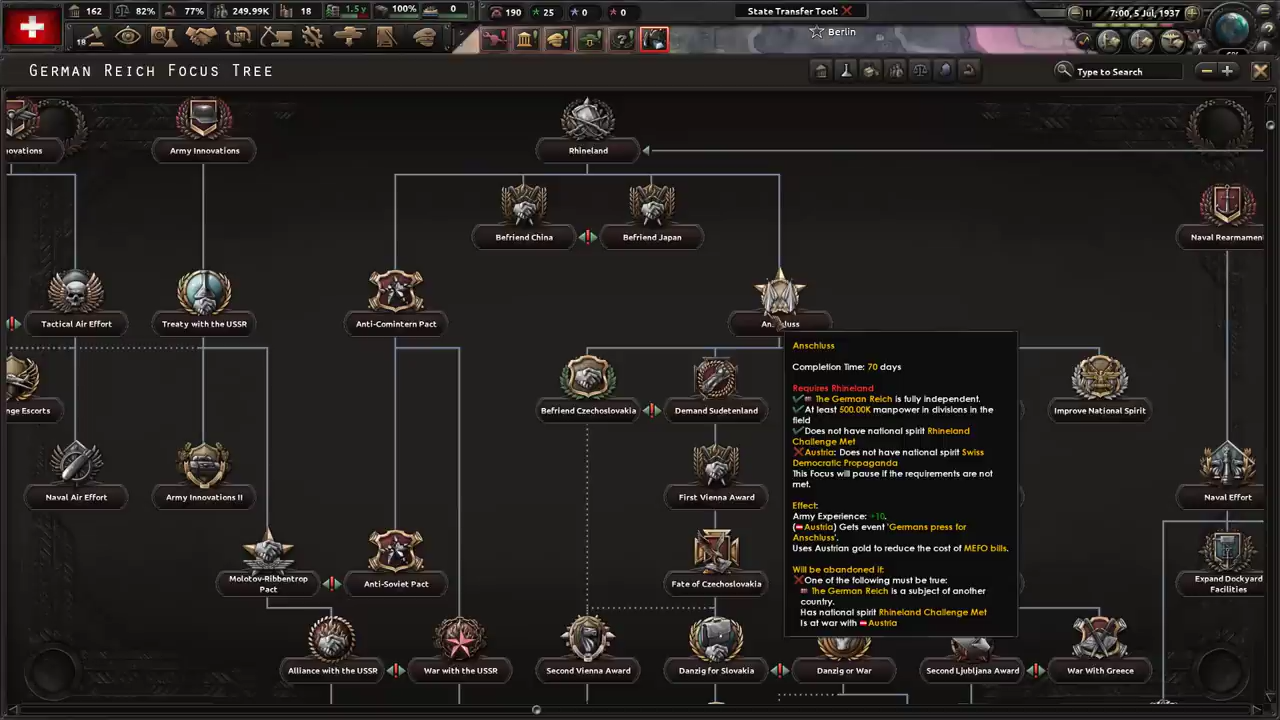 162 82% 77% 249.99K 18 1.5 y 100% 0 190 25 0 0
State Transfer Tool:
7:00, 5 Jul, 1937
18
Berlin
German Reich Focus Tree
Type to Search
ovations
Army Innovations
Rhineland
Befriend China
Befriend Japan
Naval Rearmamen
Tactical Air Effort
Treaty with the USSR
Anti-Comintern Pact
Anschluss
Anschluss
Completion Time: 70 days
Requires Rhineland
The German Reich is fully independent.
At least 500.00K manpower in divisions in the
field
Does not have national spirit Rhineland
Challenge Met
Austria: Does not have national spirit Swiss
Democratic Propaganda
This Focus will pause if the requirements are not
met.
Effect:
Army Experience: +10.
(Austria) Gets event 'Germans press for
Anschluss'.
Uses Austrian gold to reduce the cost of MEFO bills.
Will be abandoned if:
One of the following must be true:
The German Reich is a subject of another
country.
Has national spirit Rhineland Challenge Met
Is at war with Austria
nge Escorts
Befriend Czechoslovakia
Demand Sudetenland
Improve National Spirit
Naval Air Effort
Army Innovations II
First Vienna Award
Naval Effort
Molotov-Ribbentrop
Pact
Anti-Soviet Pact
Fate of Czechoslovakia
Expand Dockyard
Facilities
Alliance with the USSR
War with the USSR
Second Vienna Award
Danzig for Slovakia
Danzig or War
Second Ljubljana Award
War With Greece